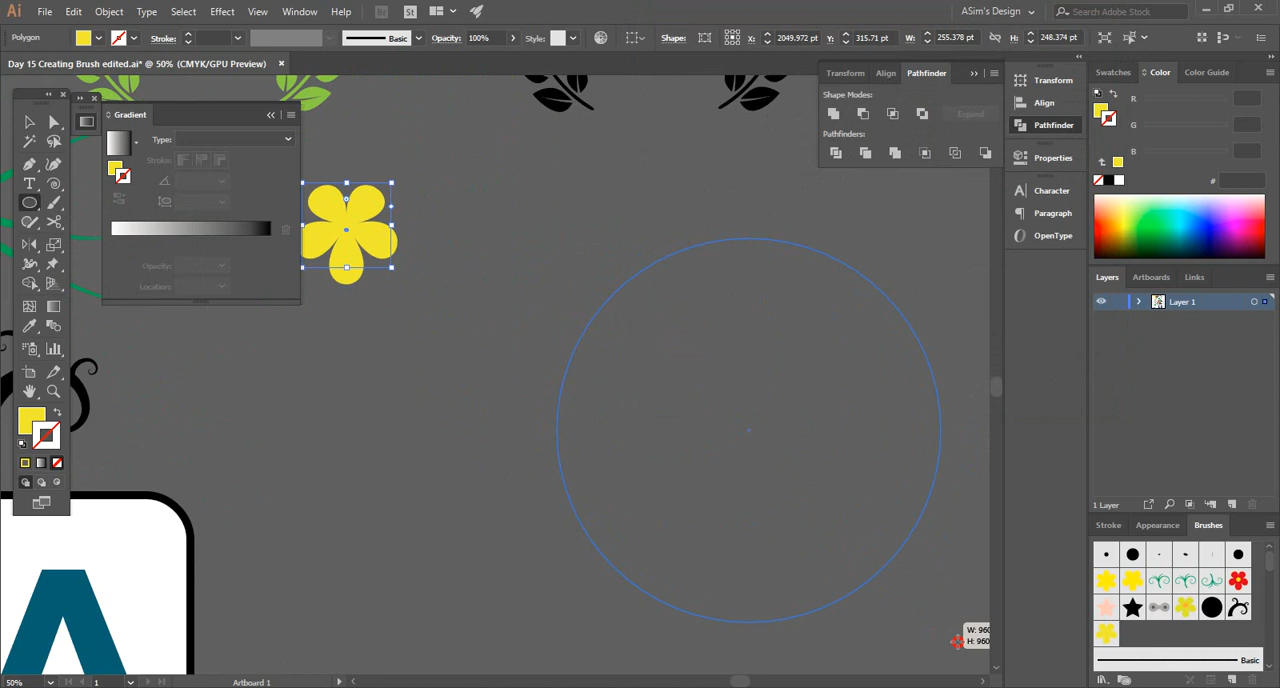 Ai File Edit Object Type Select Effect View Window Help Br St ASim's Design Search Adobe Stock
Polygon Stroke: Basic Opacity: 100% Style: Shape: X: 2049.972 pt Y: 315.71 pt W: 255.378 pt H: 248.374 pt
Day 15 Creating Brush edited.ai* @ 50% (CMYK/GPU Preview)
Transform Align Pathfinder
Shape Modes:
Expand
Pathfinders:
Transform
Align
Pathfinder
Properties
Character
Paragraph
OpenType
Swatches Color Color Guide
R
G
B
#
Gradient
Type:
Stroke:
Opacity:
Location:
Layers Artboards Links
Layer 1
1 Layer
Stroke Appearance Brushes
Basic
W: 960
H: 960
A
50% 1 Artboard 1